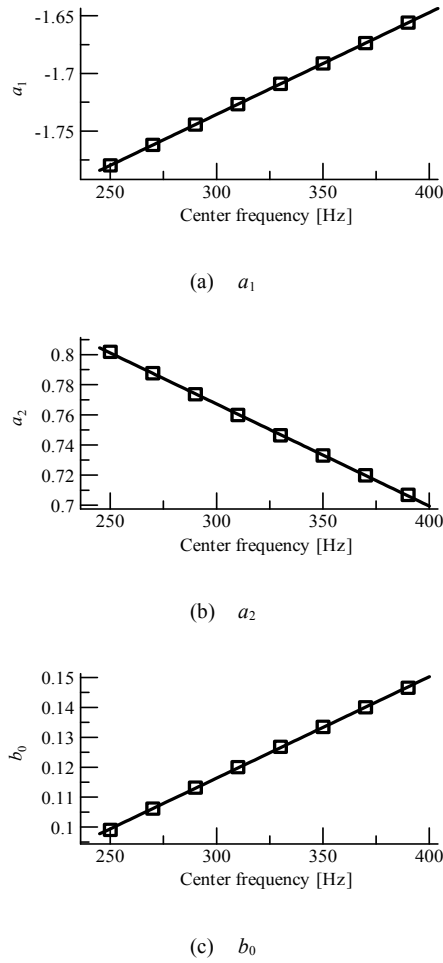 -1.65
-1.7
-1.75
a1
250 300 350 400
Center frequency [Hz]
(a) a1
0.8
0.78
0.76
0.74
0.72
0.7
a2
250 300 350 400
Center frequency [Hz]
(b) a2
0.15
0.14
0.13
0.12
0.11
0.1
b0
250 300 350 400
Center frequency [Hz]
(c) b0